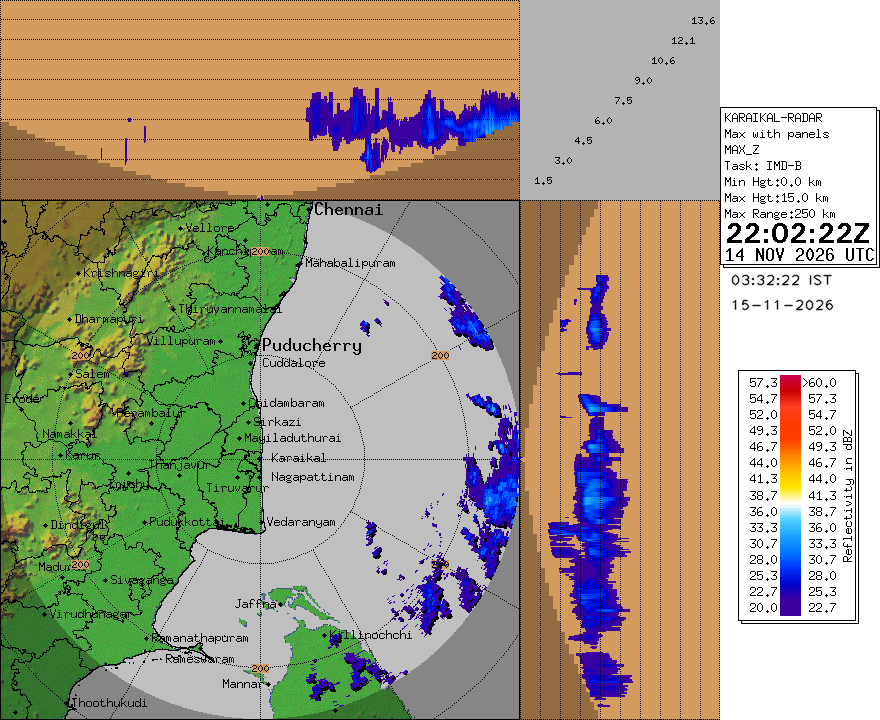 13.6
12.1
10.6
9.0
7.5
6.0
4.5
3.0
1.5
KARAIKAL-RADAR
Max with panels
MAX_Z
Task: IMD-B
Min Hgt:0.0 km
Max Hgt:15.0 km
Max Range:250 km
22:02:22Z
14 NOV 2026 UTC
03:32:22 IST
15-11-2026
Chennai
Vellore
200
Mahabalipuram
Krishnagiri
Thiruvannamalai
Dharmapuri
Villupuram
Puducherry
200
200
Cuddalore
Salem
Erode
Chidambaram
Perambalur
Sirkazi
Namakkal
Mayiladuthurai
Karur
Karaikal
Thanjavur
Nagapattinam
Tiruvarur
Dindigul
Pudukkottai
Vedaranyam
200
Sivaganga
Jaffna
Virudhunagar
Ramanathapuram
Killinochchi
Rameswaram
200
Mannar
Thoothukudi
57.3 >60.0
54.7 57.3
52.0 54.7
49.3 52.0
46.7 49.3
44.0 46.7
41.3 44.0
38.7 41.3
36.0 38.7
33.3 36.0
30.7 33.3
28.0 30.7
25.3 28.0
22.7 25.3
20.0 22.7
Reflectivity in dBZ